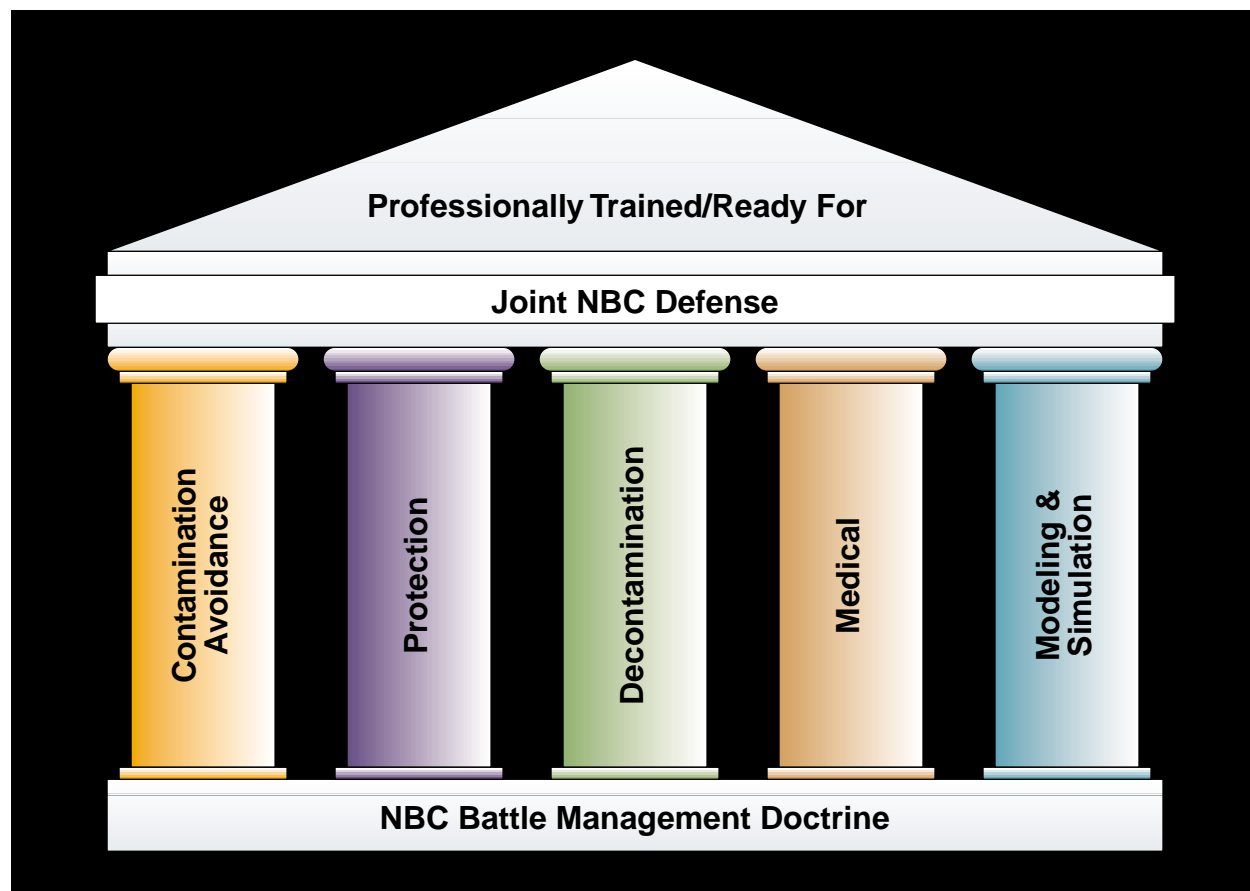 Professionally Trained/Ready For
Joint NBC Defense
Contamination
Avoidance
Protection
Decontamination
Medical
Modeling &
Simulation
NBC Battle Management Doctrine